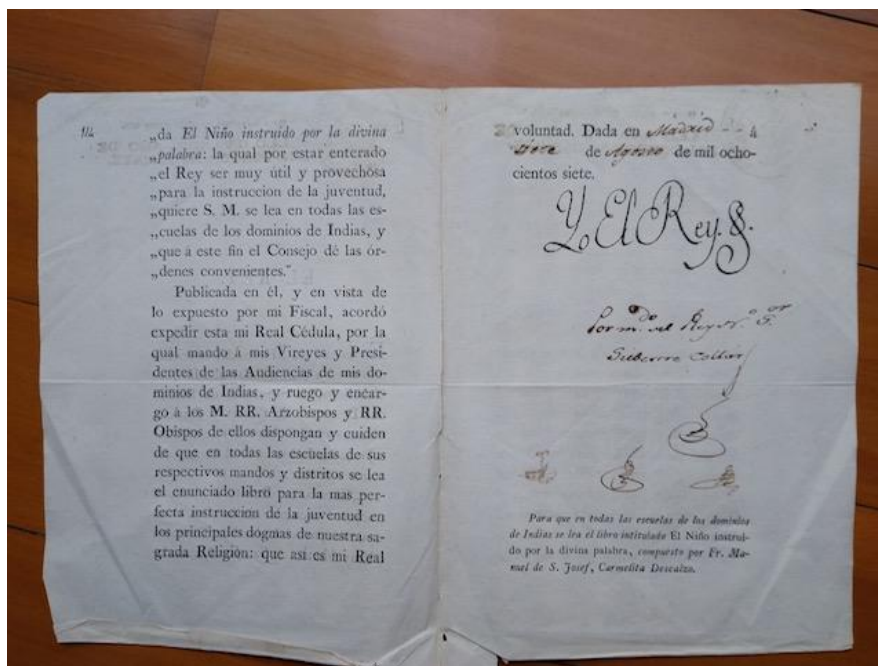 „da El Niño instruido por la divina
„palabra: la qual por estar enterado
„el Rey ser muy útil y provechosa
„para la instruccion de la juventud,
„quiere S. M. se lea en todas las es-
„cuelas de los dominios de Indias, y
„que á este fin el Consejo dé las ór-
„denes convenientes."
Publicada en él, y en vista de
lo expuesto por mi Fiscal, acordó
expedir esta mi Real Cédula, por la
qual mando á mis Vireyes y Presi-
dentes de las Audiencias de mis do-
minios de Indias, y ruego y encar-
go á los M. RR. Arzobispos y RR.
Obispos de ellos dispongan y cuiden
de que en todas las escuelas de sus
respectivos mandos y distritos se lea
el enunciado libro para la mas per-
fecta instruccion de la juventud en
los principales dogmas de nuestra sa-
grada Religion: que así es mi Real
voluntad. Dada en Madrid -- á
de Agosto de mil ocho-
cientos siete.
Yo El Rey.
Por m.do del Rey N.o S.or
Para que en todas las escuelas de los dominios
de Indias se lea el libro intitulado El Niño instrui-
do por la divina palabra, compuesto por Fr. Ma-
nuel de S. Josef, Carmelita Descalzo.